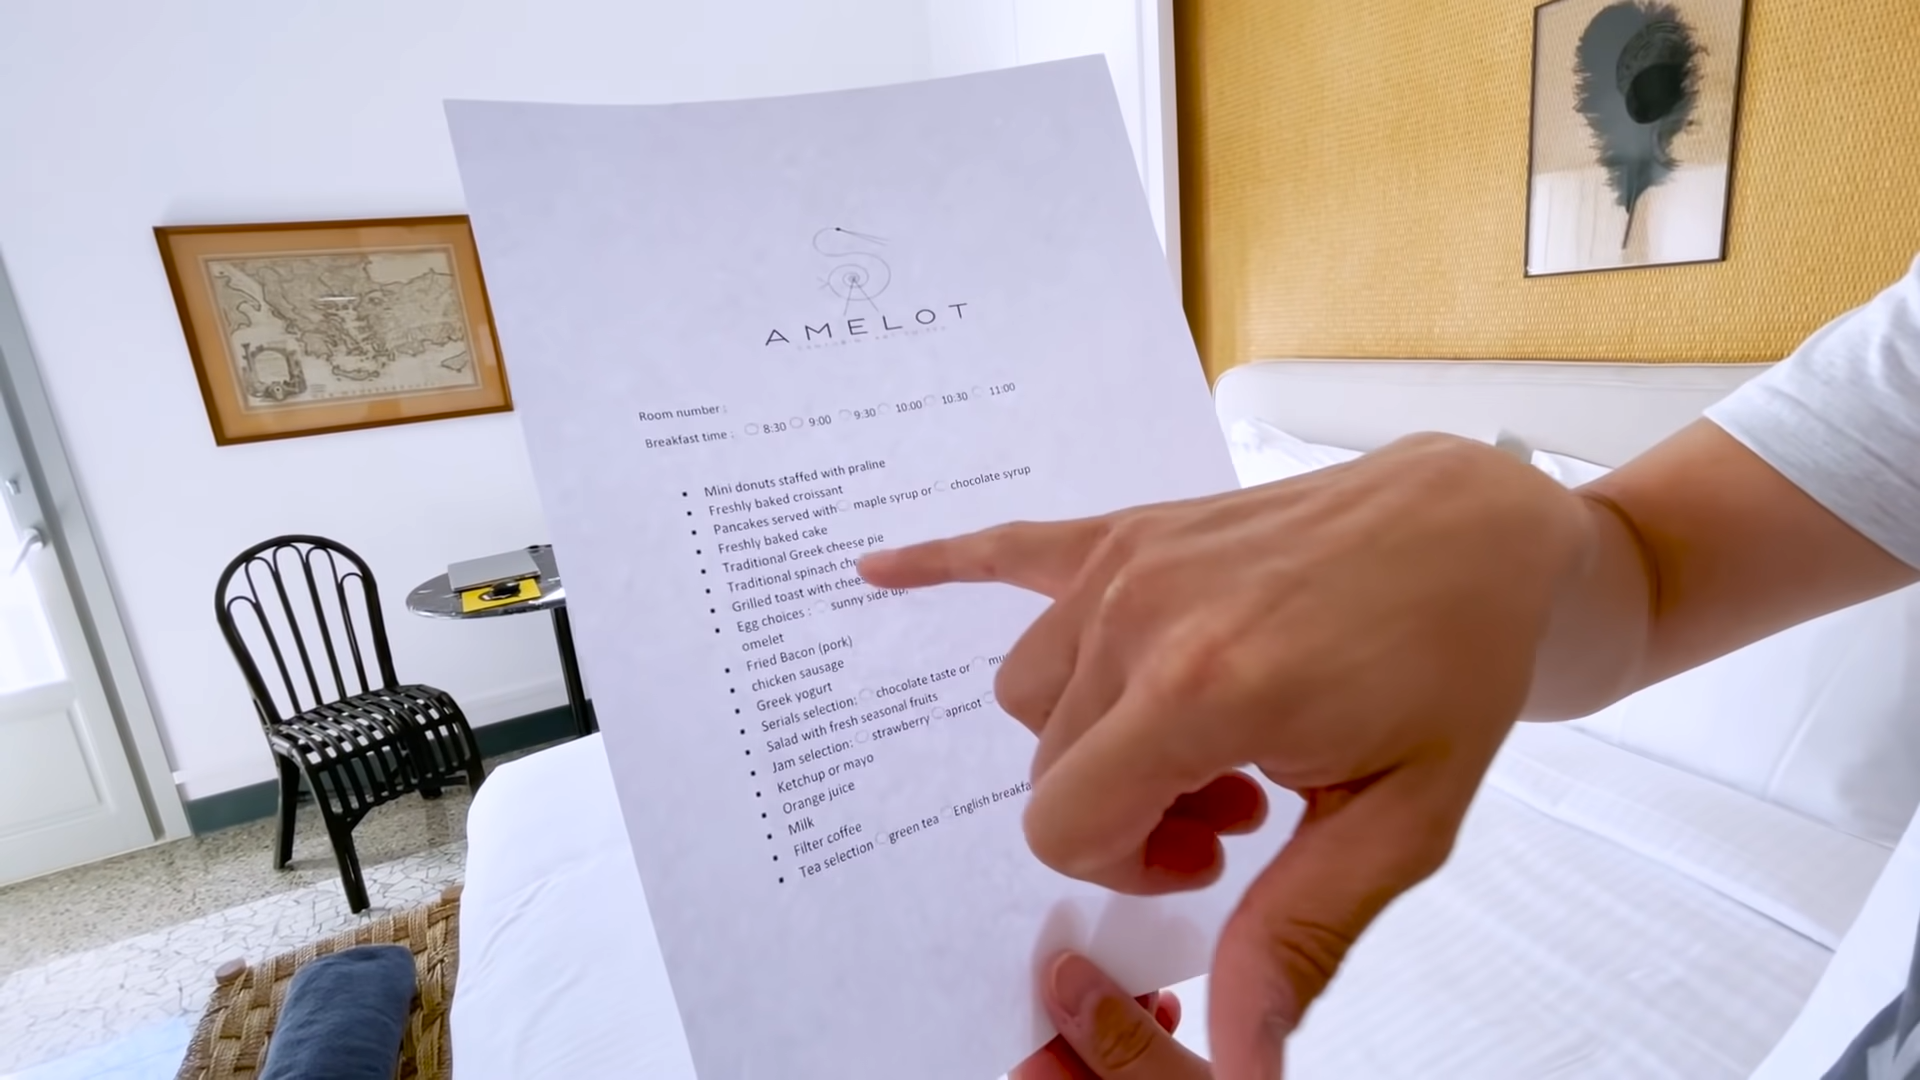 AMELOT
Room number :
Breakfast time : 8:30 9:00 9:30 10:00 10:30 11:00
Mini donuts staffed with praline
Freshly baked croissant
Pancakes served with maple syrup or chocolate syrup
Freshly baked cake
Traditional Greek cheese pie
Traditional spinach
Grilled toast with
Egg choices : sunny side up,
omelet
Fried Bacon (pork)
chicken sausage
Greek yogurt
Serials selection: chocolate taste or
Salad with fresh seasonal fruits
Jam selection: strawberry apricot
Ketchup or mayo
Orange juice
Milk
Filter coffee
Tea selection green tea English